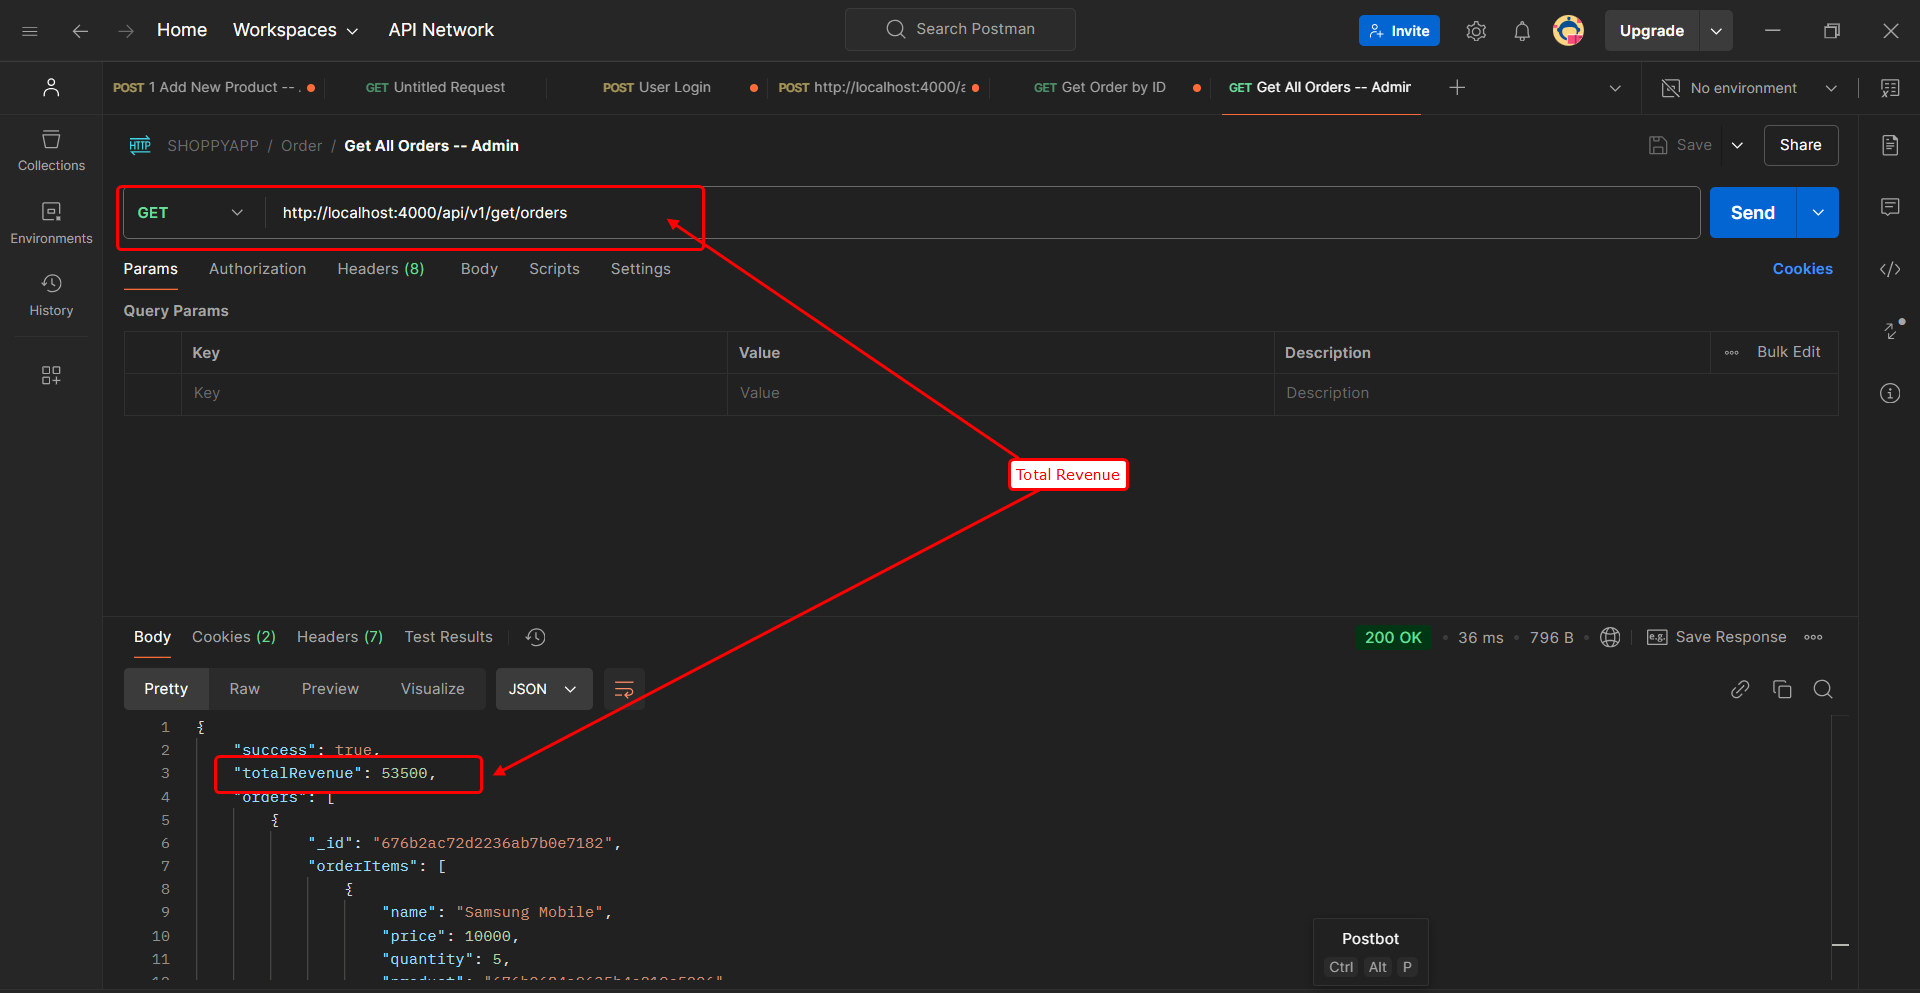 Home Workspaces API Network Search Postman Invite Upgrade
POST 1 Add New Product -- . GET Untitled Request POST User Login POST http://localhost:4000/a GET Get Order by ID GET Get All Orders -- Admir No environment
HTTP SHOPPYAPP / Order / Get All Orders -- Admin Save Share
Collections
GET http://localhost:4000/api/v1/get/orders Send
Environments
Params Authorization Headers (8) Body Scripts Settings Cookies
History
Query Params
Key Value Description Bulk Edit
Key Value Description
Total Revenue
Body Cookies (2) Headers (7) Test Results 200 OK 36 ms 796 B e.g. Save Response
Pretty Raw Preview Visualize JSON
1 {
2 "success": true,
3 "totalRevenue": 53500,
4 "orders": [
5 {
6 "_id": "676b2ac72d2236ab7b0e7182",
7 "orderItems": [
8 {
9 "name": "Samsung Mobile",
10 "price": 10000,
11 "quantity": 5,
Postbot
Ctrl Alt P